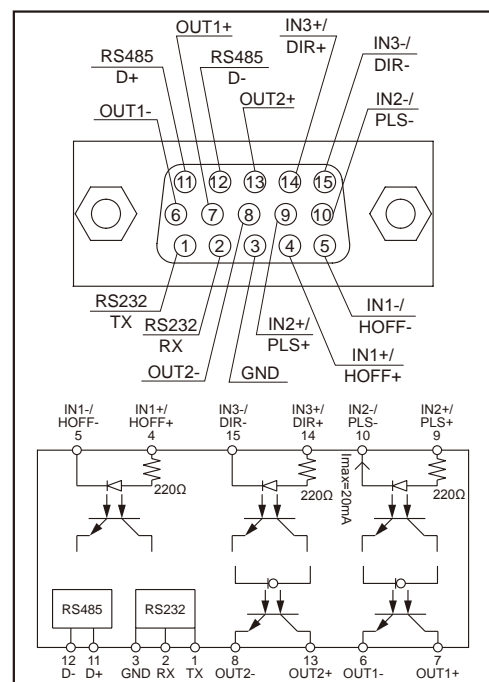 OUT1+
IN3+/
DIR+
RS485
D+
RS485
D-
IN3-/
DIR-
OUT1-
OUT2+
IN2-/
PLS-
11 12 13 14 15
6 7 8 9 10
1 2 3 4 5
RS232
TX
RS232
RX
IN2+/
PLS+
IN1-/
HOFF-
IN1+/
HOFF+
OUT2-
GND
IN1-/
HOFF-
5
IN1+/
HOFF+
4
IN3-/
DIR-
15
IN3+/
DIR+
14
IN2-/
PLS-
10
IN2+/
PLS+
9
220Ω
220Ω
Imax=20mA
220Ω
RS485
RS232
12 11 3 2 1 8 13 6 7
D- D+ GND RX TX OUT2- OUT2+ OUT1- OUT1+